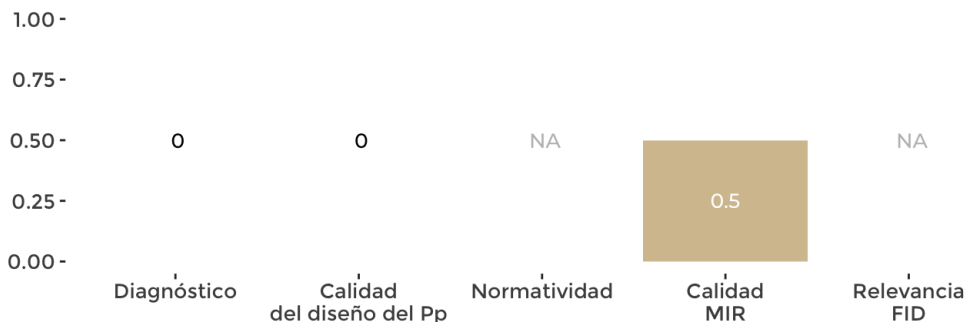 1.00
0.75
0.50
0.25
0.00
0
0
NA
0.5
NA
Diagnóstico
Calidad
del diseño del Pp
Normatividad
Calidad
MIR
Relevancia
FID